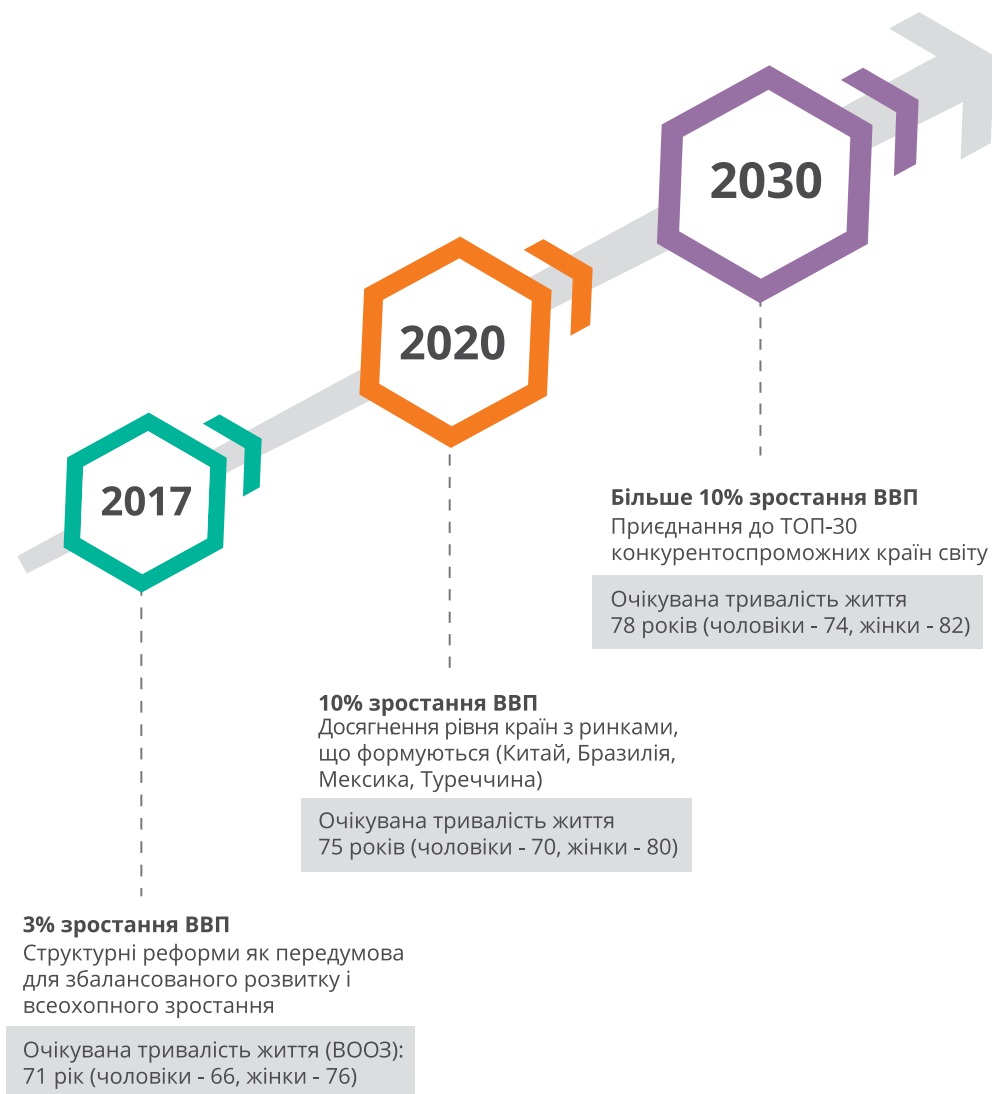 2017
3% зростання ВВП
Структурні реформи як передумова
для збалансованого розвитку і
всеохопного зростання
Очікувана тривалість життя (ВООЗ):
71 рік (чоловіки - 66, жінки - 76)
2020
10% зростання ВВП
Досягнення рівня країн з ринками,
що формуються (Китай, Бразилія,
Мексика, Туреччина)
Очікувана тривалість життя
75 років (чоловіки - 70, жінки - 80)
2030
Більше 10% зростання ВВП
Приєднання до ТОП-30
конкурентоспроможних країн світу
Очікувана тривалість життя
78 років (чоловіки - 74, жінки - 82)